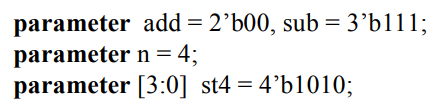 parameter add = 2’b00, sub = 3’b111;
parameter n = 4;
parameter [3:0] st4 = 4’b1010;